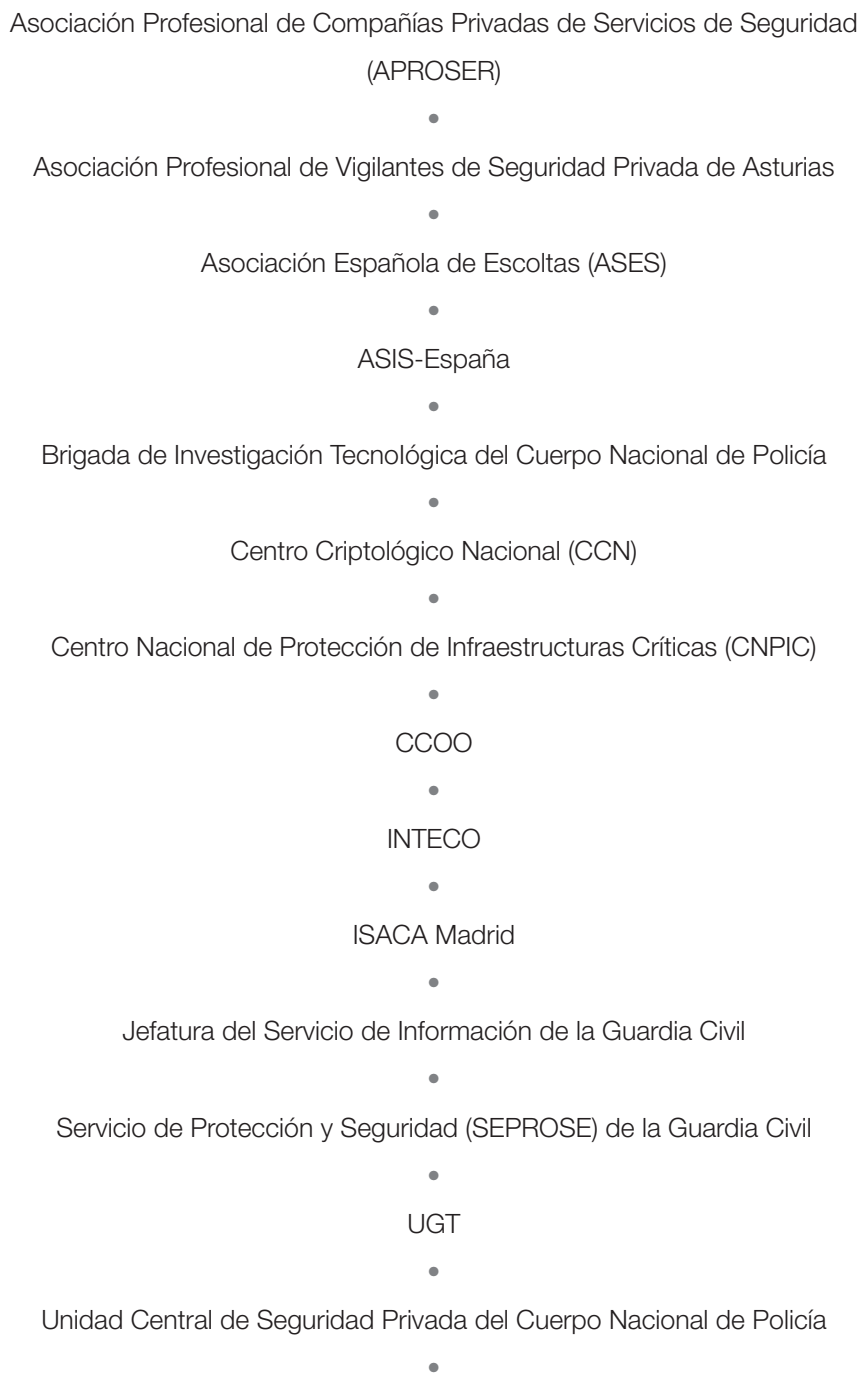 Asociación Profesional de Compañías Privadas de Servicios de Seguridad
(APROSER)
•
Asociación Profesional de Vigilantes de Seguridad Privada de Asturias
•
Asociación Española de Escoltas (ASES)
•
ASIS-España
•
Brigada de Investigación Tecnológica del Cuerpo Nacional de Policía
•
Centro Criptológico Nacional (CCN)
•
Centro Nacional de Protección de Infraestructuras Críticas (CNPIC)
•
CCOO
•
INTECO
•
ISACA Madrid
•
Jefatura del Servicio de Información de la Guardia Civil
•
Servicio de Protección y Seguridad (SEPROSE) de la Guardia Civil
•
UGT
•
Unidad Central de Seguridad Privada del Cuerpo Nacional de Policía
•